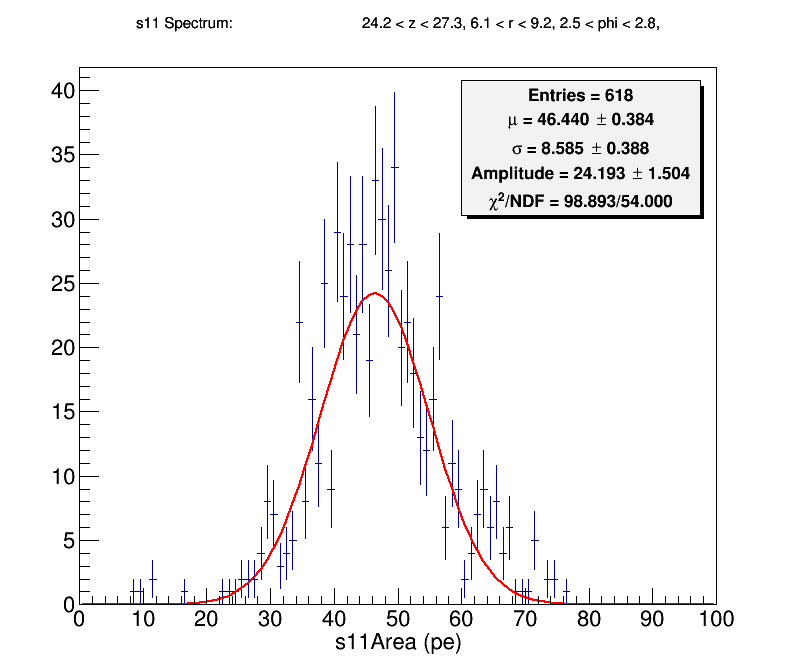 s11 Spectrum: 24.2 < z < 27.3, 6.1 < r < 9.2, 2.5 < phi < 2.8,
Entries = 618
μ = 46.440 ± 0.384
σ = 8.585 ± 0.388
Amplitude = 24.193 ± 1.504
χ²/NDF = 98.893/54.000
40
35
30
25
20
15
10
5
0
0 10 20 30 40 50 60 70 80 90 100
s11Area (pe)